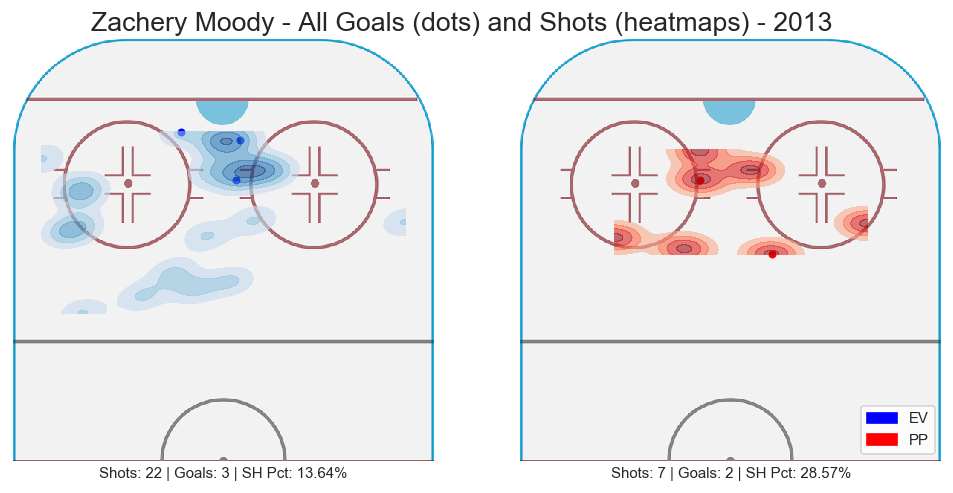 Zachery Moody - All Goals (dots) and Shots (heatmaps) - 2013
EV
PP
Shots: 22 | Goals: 3 | SH Pct: 13.64%
Shots: 7 | Goals: 2 | SH Pct: 28.57%